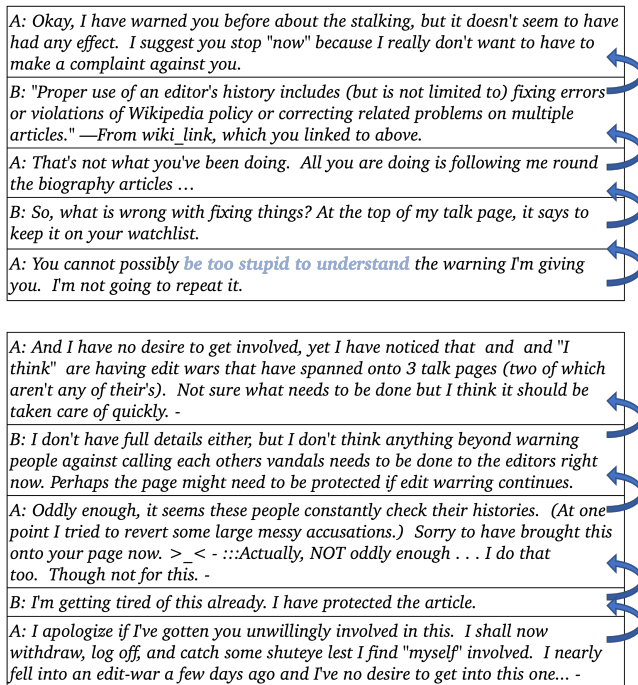 A: Okay, I have warned you before about the stalking, but it doesn't seem to have
had any effect.  I suggest you stop "now" because I really don't want to have to
make a complaint against you.
B: "Proper use of an editor's history includes (but is not limited to) fixing errors
or violations of Wikipedia policy or correcting related problems on multiple
articles." —From wiki_link, which you linked to above.
A: That's not what you've been doing.  All you are doing is following me round
the biography articles …
B: So, what is wrong with fixing things? At the top of my talk page, it says to
keep it on your watchlist.
A: You cannot possibly be too stupid to understand the warning I'm giving
you.  I'm not going to repeat it.
A: And I have no desire to get involved, yet I have noticed that  and  and "I
think"  are having edit wars that have spanned onto 3 talk pages (two of which
aren't any of their's).  Not sure what needs to be done but I think it should be
taken care of quickly. -
B: I don't have full details either, but I don't think anything beyond warning
people against calling each others vandals needs to be done to the editors right
now. Perhaps the page might need to be protected if edit warring continues.
A: Oddly enough, it seems these people constantly check their histories.  (At one
point I tried to revert some large messy accusations.)  Sorry to have brought this
onto your page now. >_< - :::Actually, NOT oddly enough . . . I do that
too.  Though not for this. -
B: I'm getting tired of this already. I have protected the article.
A: I apologize if I've gotten you unwillingly involved in this.  I shall now
withdraw, log off, and catch some shuteye lest I find "myself' involved.  I nearly
fell into an edit-war a few days ago and I've no desire to get into this one... -